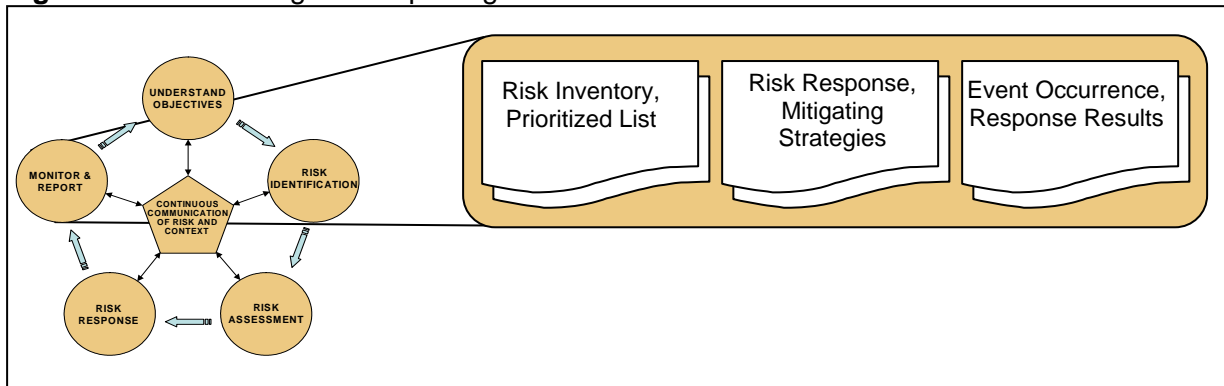 UNDERSTAND
OBJECTIVES
MONITOR &
REPORT
RISK
IDENTIFICATION
CONTINUOUS
COMMUNICATION
OF RISK AND
CONTEXT
RISK
RESPONSE
RISK
ASSESSMENT
Risk Inventory,
Prioritized List
Risk Response,
Mitigating
Strategies
Event Occurrence,
Response Results